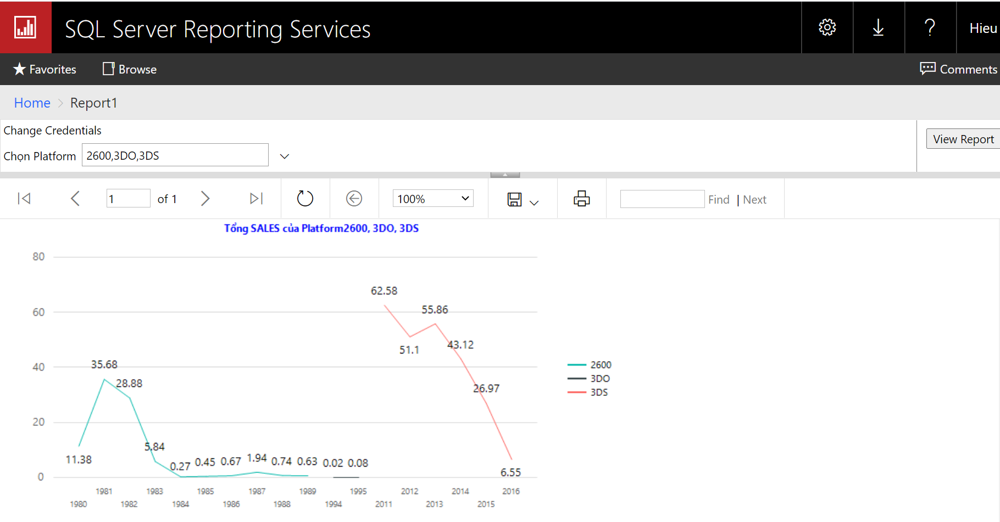 SQL Server Reporting Services
?
Hieu
Favorites
Browse
Comments
Home > Report1
Change Credentials
View Report
Chọn Platform
2600,3DO,3DS
1
of 1
100%
Find | Next
Tổng SALES của Platform2600, 3DO, 3DS
80
62.58
60
55.86
51.1
43.12
40
35.68
28.88
26.97
20
11.38
5.84
0.27
0.45
0.67
1.94
0.74
0.63
0.02
0.08
6.55
0
2600
3DO
3DS
1981 1983 1985 1987 1989 1995 2012 2014 2016
1980 1982 1984 1986 1988 1994 2011 2013 2015